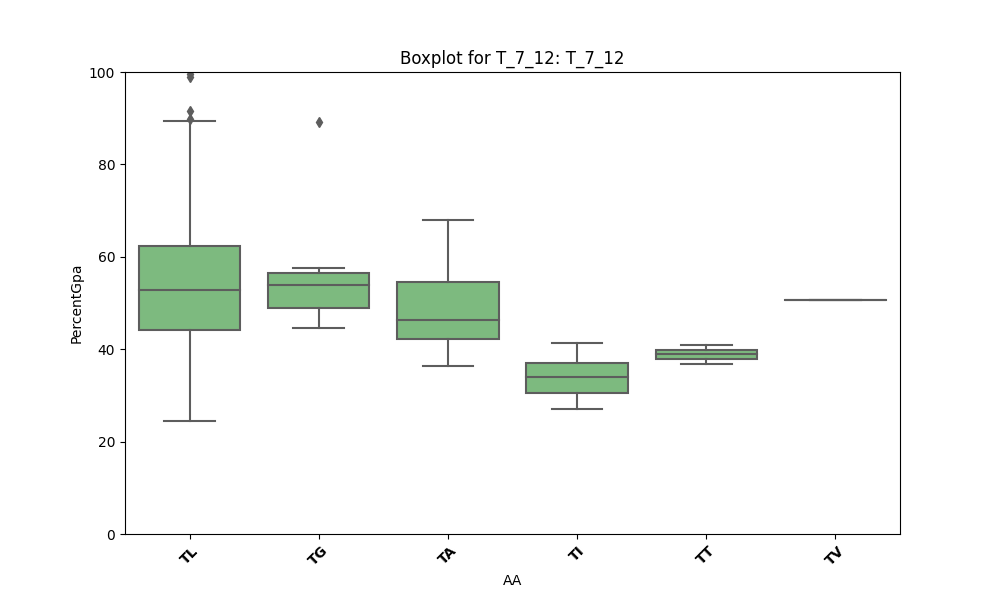 Boxplot for T_7_12: T_7_12
100
80
60
40
20
0
PercentGpa
TL
TG
TA
TI
TT
TV
AA